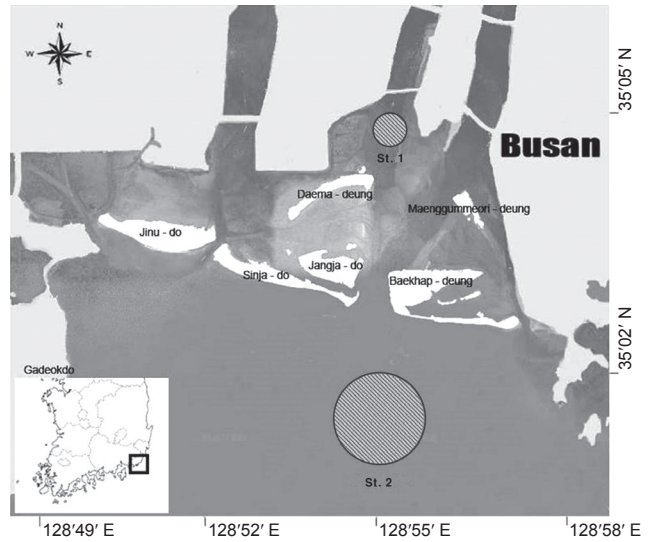 N
W E
S
35′05′ N
Busan
St. 1
Daema - deung
Maenggummeori - deung
Jinu - do
Jangja - do
Sinja - do
Baekhap - deung
35′02′ N
Gadeokdo
St. 2
128′49′ E
128′52′ E
128′55′ E
128′58′ E